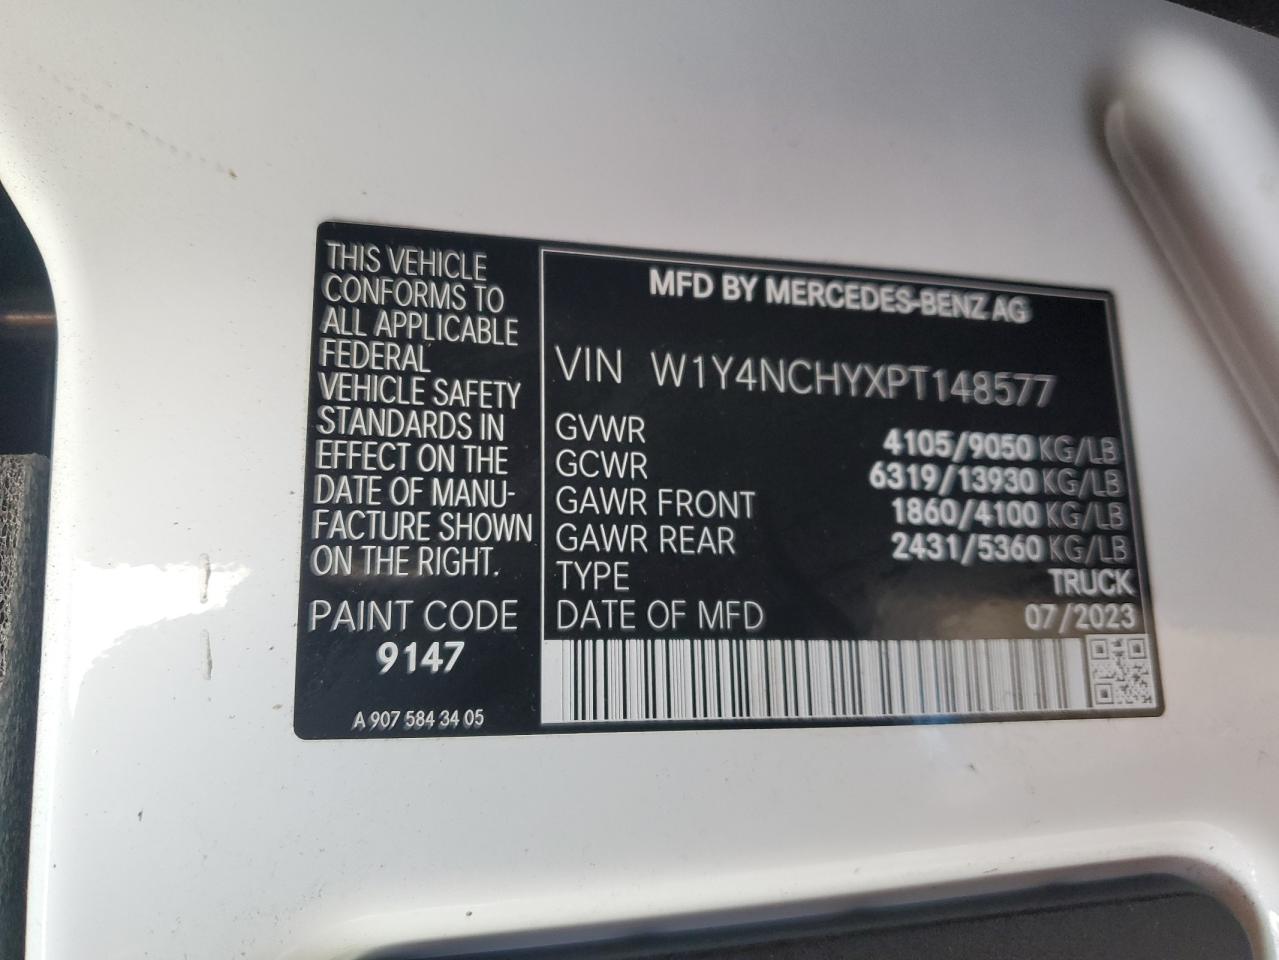 THIS VEHICLE
CONFORMS TO
ALL APPLICABLE
FEDERAL
VEHICLE SAFETY
STANDARDS IN
EFFECT ON THE
DATE OF MANU-
FACTURE SHOWN
ON THE RIGHT.
PAINT CODE
9147
A 907 584 34 05
MFD BY MERCEDES-BENZ AG
VIN W1Y4NCHYXPT148577
GVWR 4105/9050 KG/LB
GCWR 6319/13930 KG/LB
GAWR FRONT 1860/4100 KG/LB
GAWR REAR 2431/5360 KG/LB
TYPE TRUCK
DATE OF MFD 07/2023